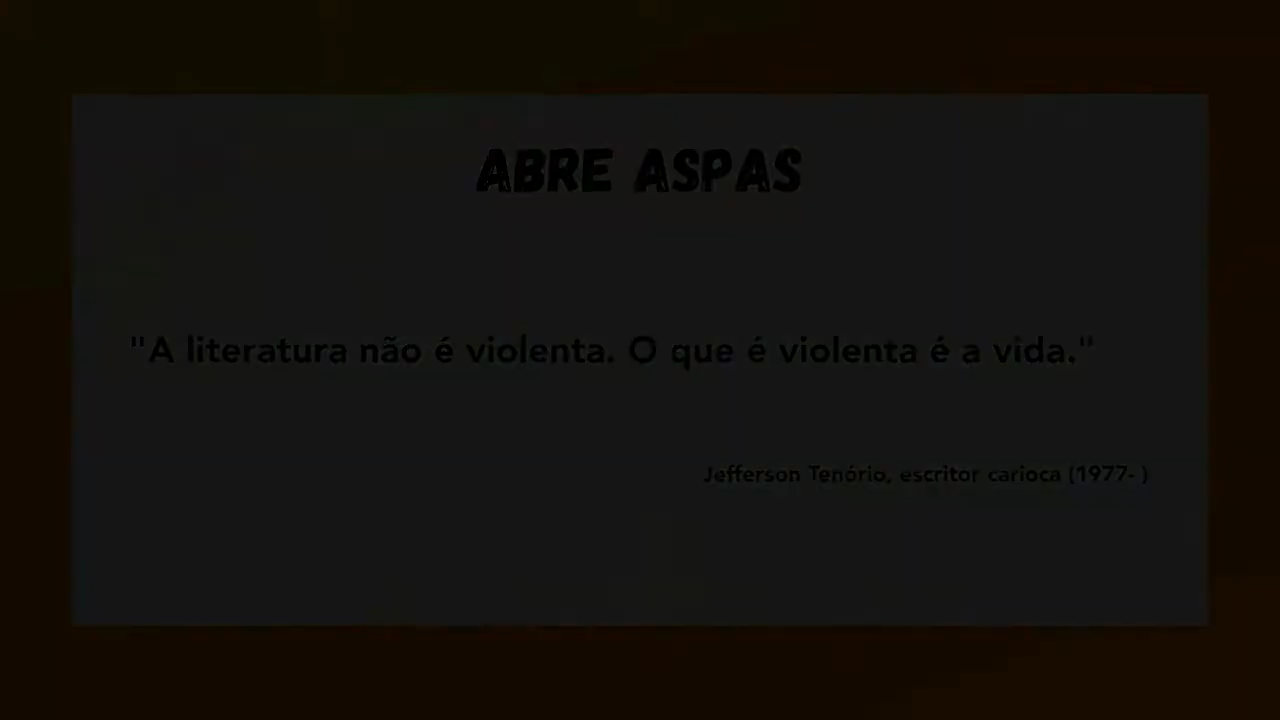 ABRE ASPAS
"A literatura não é violenta. O que é violenta é a vida."
Jefferson Tenório, escritor carioca (1977- )